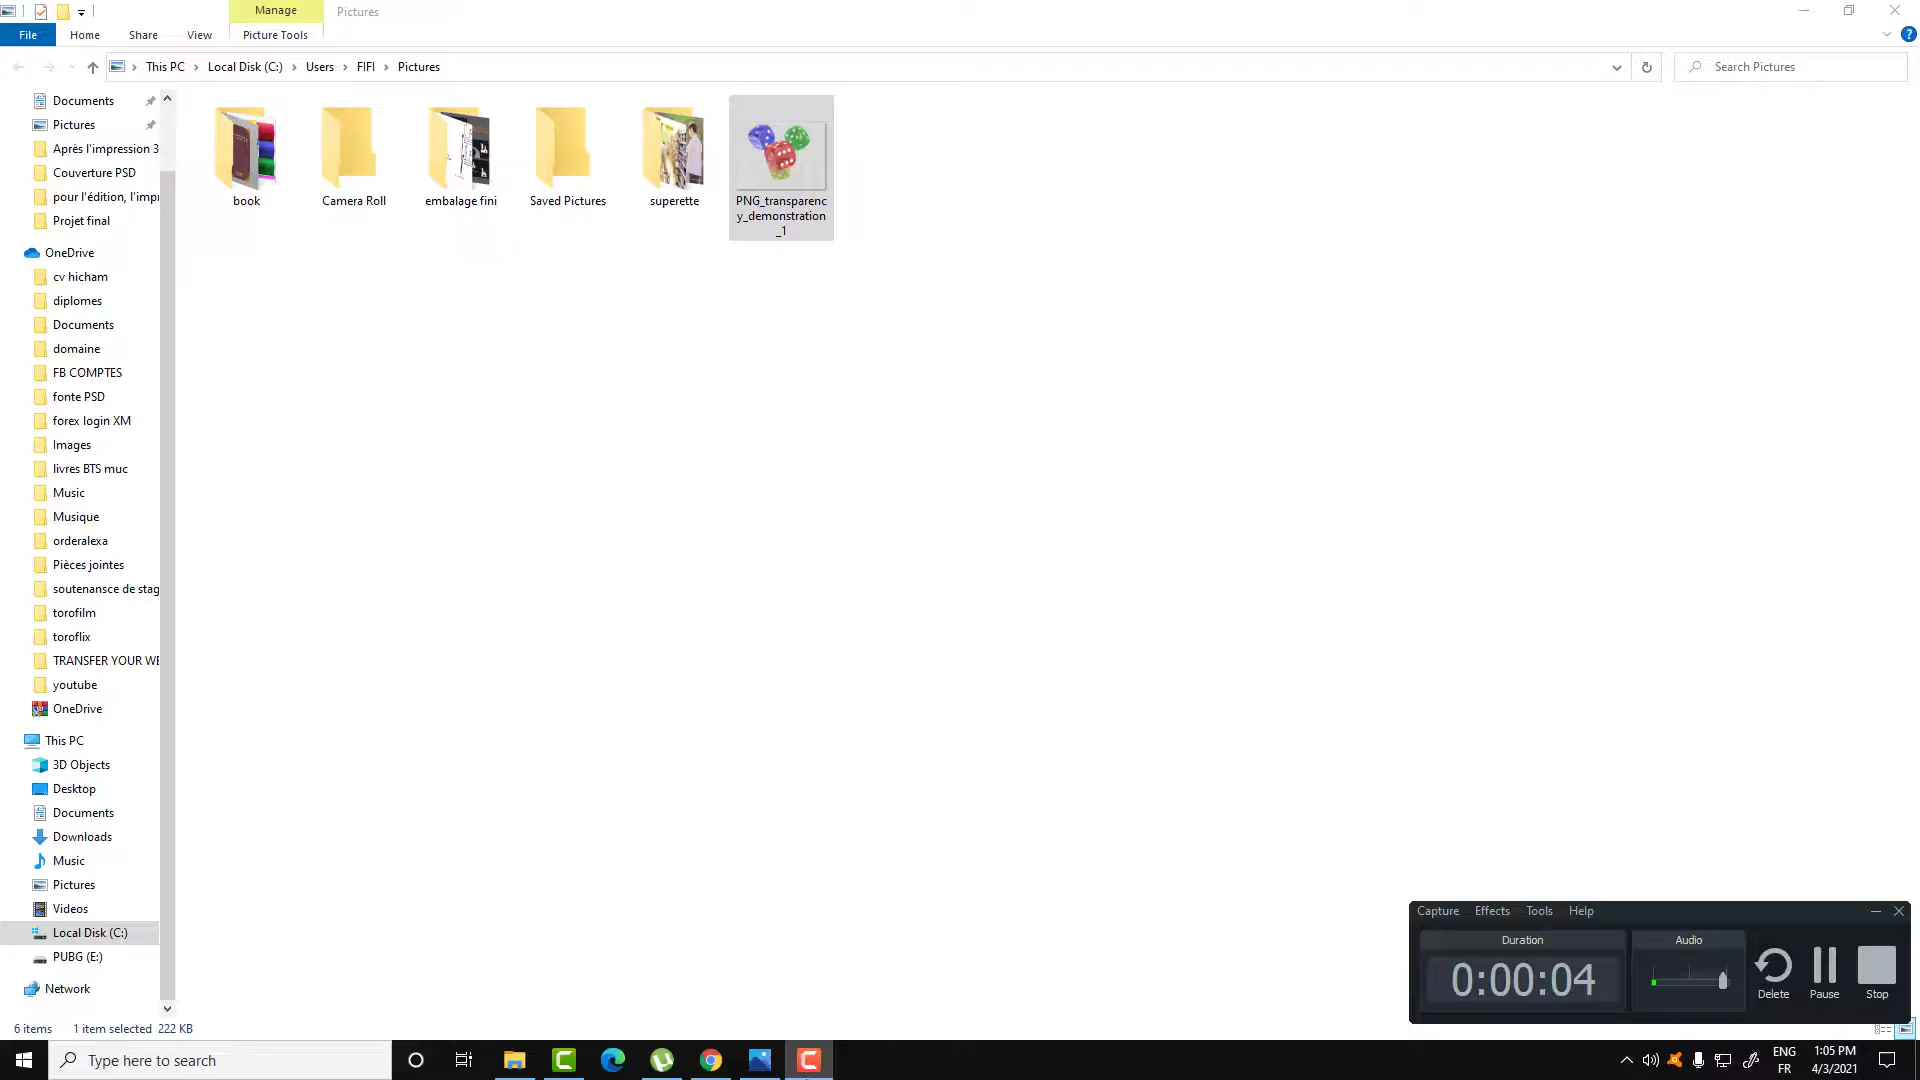 Manage
Pictures
File
Home
Share
View
Picture Tools
This PC
Local Disk (C:)
Users
FIFI
Pictures
Search Pictures
Documents
Pictures
Après l'impression 3
Couverture PSD
pour l'édition, l'impr
Projet final
OneDrive
cv hicham
diplomes
Documents
domaine
FB COMPTES
fonte PSD
forex login XM
Images
livres BTS muc
Music
Musique
orderalexa
Pièces jointes
soutenansce de stag
torofilm
toroflix
TRANSFER YOUR WE
youtube
OneDrive
This PC
3D Objects
Desktop
Documents
Downloads
Music
Pictures
Videos
Local Disk (C:)
PUBG (E:)
Network
book
Camera Roll
embalage fini
Saved Pictures
superette
PNG_transparenc
y_demonstration
_1
Capture
Effects
Tools
Help
Duration
0:00:04
Audio
Delete
Pause
Stop
6 items
1 item selected 222 KB
Type here to search
ENG
FR
1:05 PM
4/3/2021